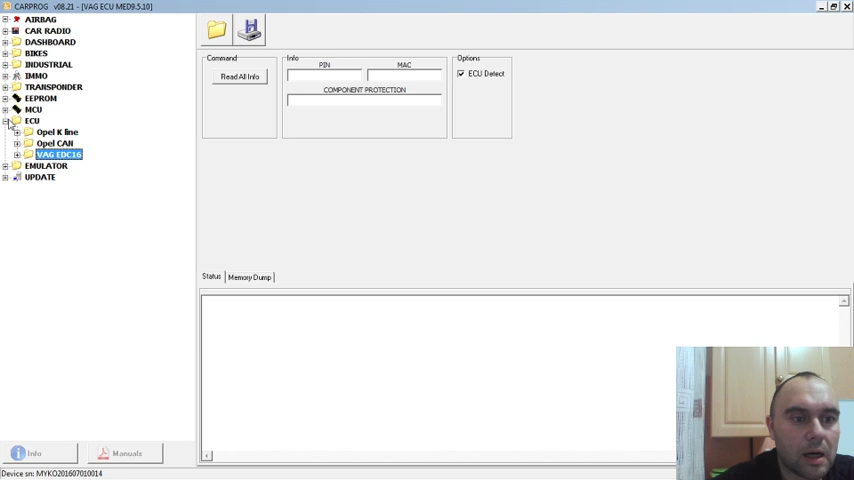 CARPROG v08.21 - [VAG ECU MED9.5.10]
AIRBAG
CAR RADIO
DASHBOARD
BIKES
INDUSTRIAL
IMMO
TRANSPONDER
EEPROM
MCU
ECU
Opel K line
Opel CAN
VAG EDC16
EMULATOR
UPDATE
Command
Read All Info
Info
PIN
MAC
COMPONENT PROTECTION
Options
ECU Detect
Status
Memory Dump
Info
Manuals
Device sn: MYKO201607010014